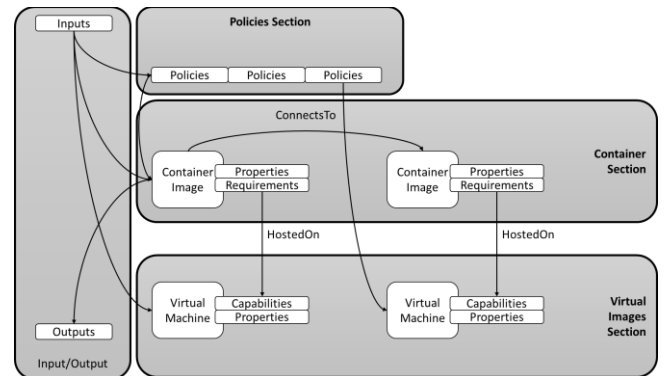 Inputs
Policies Section
Policies
Policies
Policies
ConnectsTo
Container
Image
Properties
Requirements
Container
Image
Properties
Requirements
Container
Section
HostedOn
HostedOn
Virtual
Machine
Capabilities
Properties
Virtual
Machine
Capabilities
Properties
Virtual
Images
Section
Outputs
Input/Output